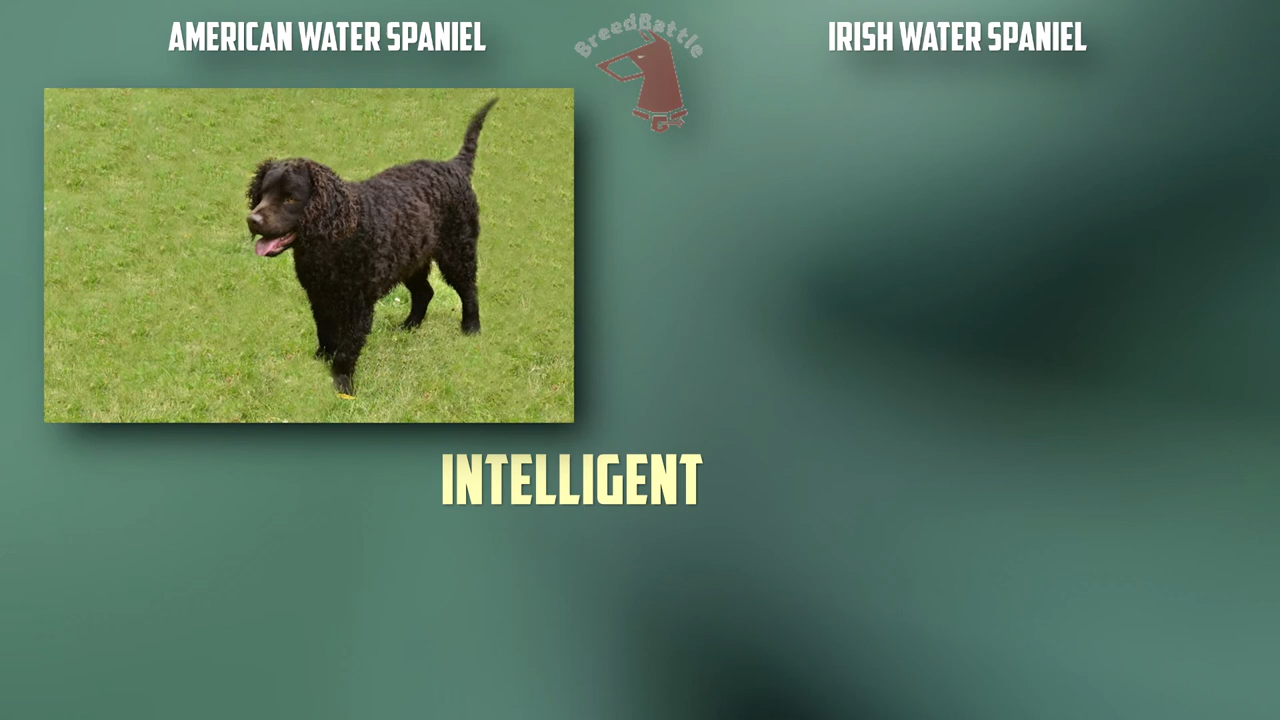 AMERICAN WATER SPANIEL
BreedBattle
IRISH WATER SPANIEL
INTELLIGENT